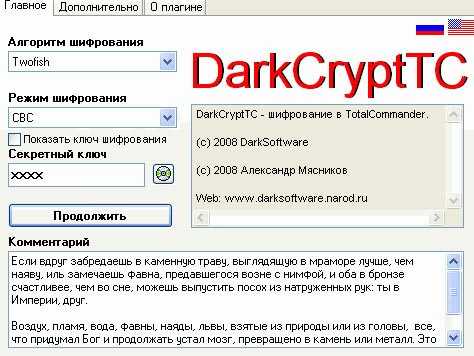 Главное Дополнительно О плагине
Алгоритм шифрования
Twofish
DarkCryptTC
Режим шифрования
CBC
Показать ключ шифрования
Секретный ключ
xxxx
Продолжить
DarkCryptTC - шифрование в TotalCommander.
(c) 2008 DarkSoftware
(c) 2008 Александр Мясников
Web: www.darksoftware.narod.ru
Комментарий
Если вдруг забредаешь в каменную траву, выглядящую в мраморе лучше, чем
наяву, иль замечаешь фавна, предавшегося возне с нимфой, и оба в бронзе
счастливее, чем во сне, можешь выпустить посох из натруженных рук: ты в
Империи, друг.
Воздух, пламя, вода, фавны, наяды, львы, взятые из природы или из головы, все,
что придумал Бог и продолжать устал мозг, превращено в камень или металл. Это